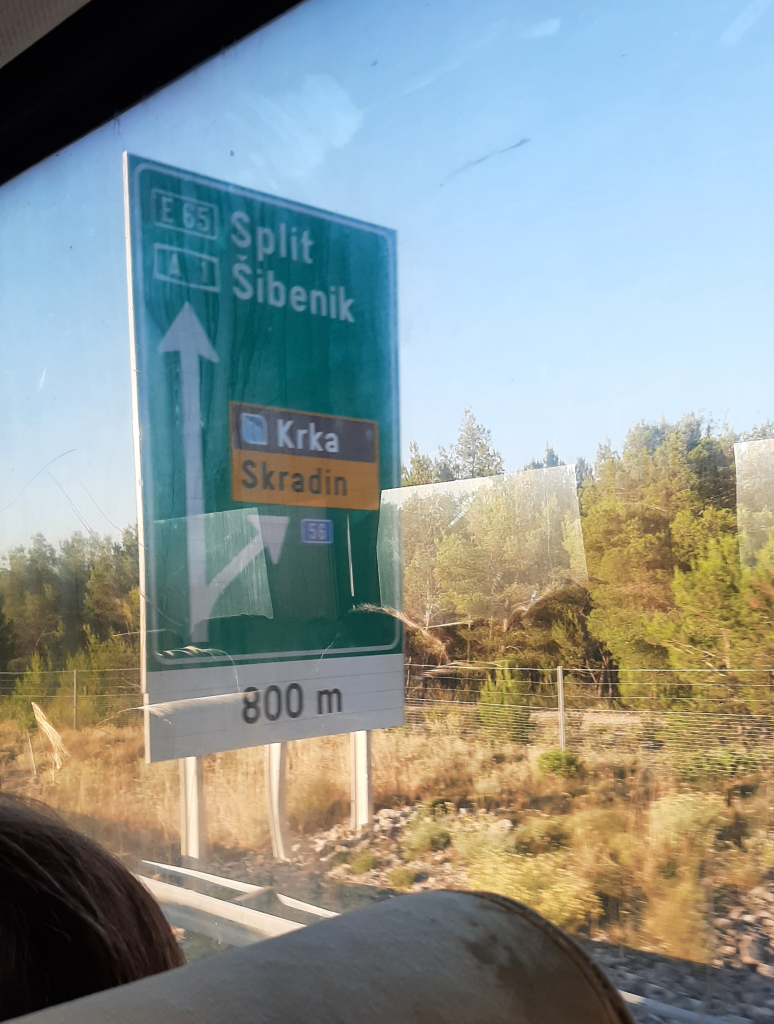 E 65
Split
A 1
Šibenik
Krka
Skradin
56
800 m